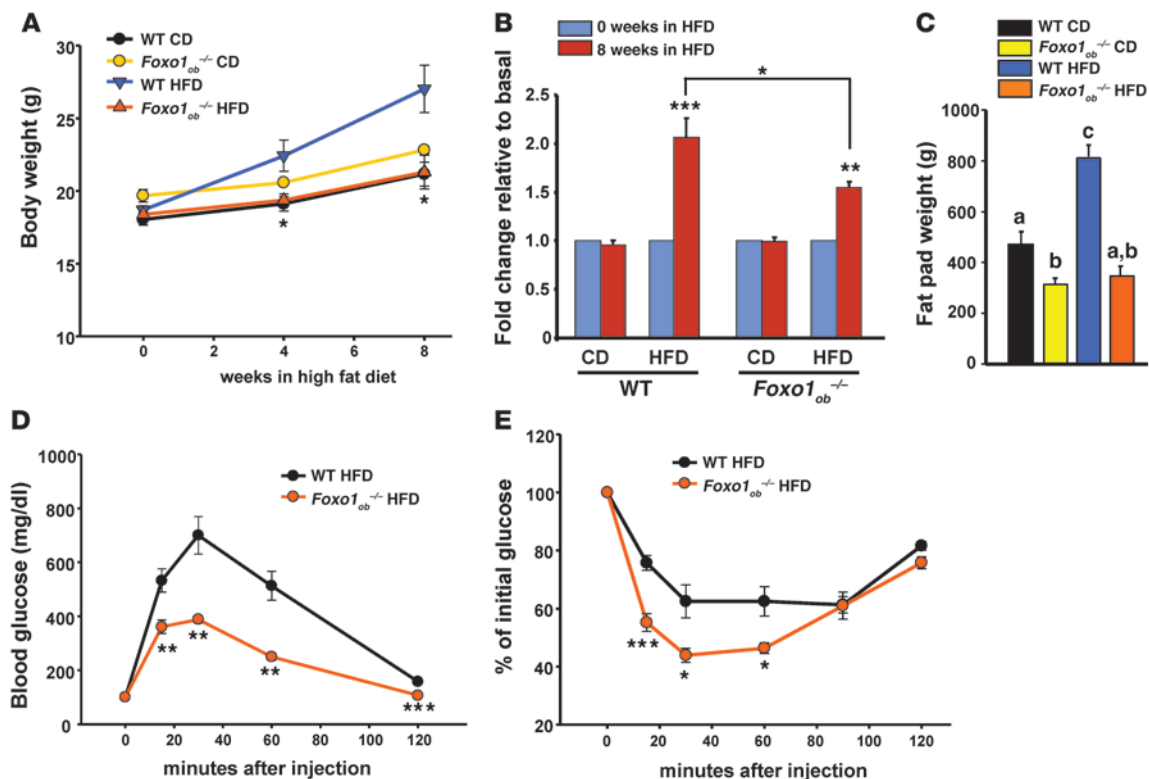 A
WT CD
Foxo1ob–/– CD
WT HFD
Foxo1ob–/– HFD
Body weight (g)
30
25
20
15
10
*
*
0 2 4 6 8
weeks in high fat diet
B
0 weeks in HFD
8 weeks in HFD
Fold change relative to basal
2.5
2.0
1.5
1.0
0.5
0
*
***
**
CD HFD CD HFD
WT Foxo1ob–/–
C
WT CD
Foxo1ob–/– CD
WT HFD
Foxo1ob–/– HFD
Fat pad weight (g)
1000
800
600
400
200
0
a
b
c
a,b
D
WT HFD
Foxo1ob–/– HFD
Blood glucose (mg/dl)
1000
800
600
400
200
0
**
**
**
***
0 20 40 60 80 100 120
minutes after injection
E
WT HFD
Foxo1ob–/– HFD
% of initial glucose
120
100
80
60
40
20
***
*
*
0 20 40 60 80 100 120
minutes after injection